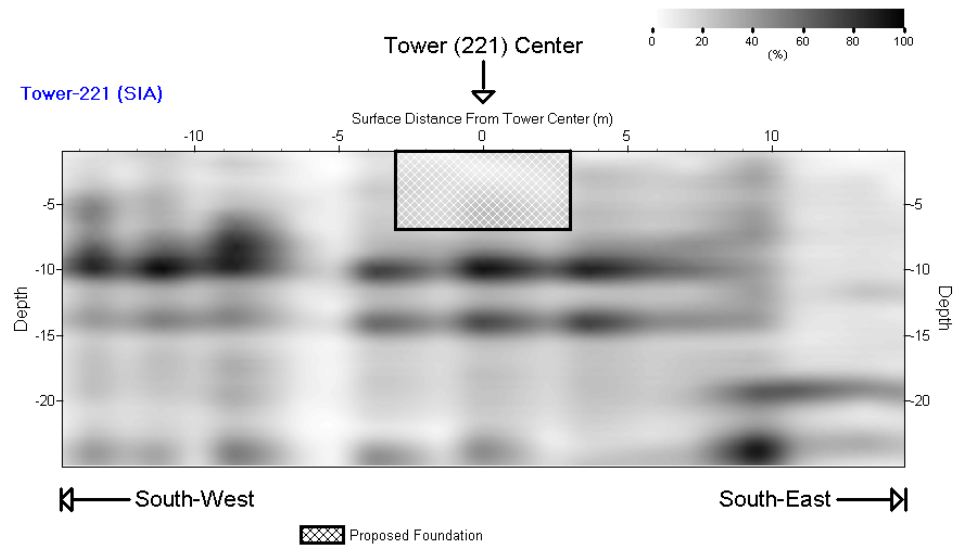 0 20 40 60 80 100
(%)
Tower (221) Center
Tower-221 (SIA)
Surface Distance From Tower Center (m)
-10 -5 0 5 10
-5 -5
-10 -10
Depth Depth
-15 -15
-20 -20
South-West South-East
Proposed Foundation